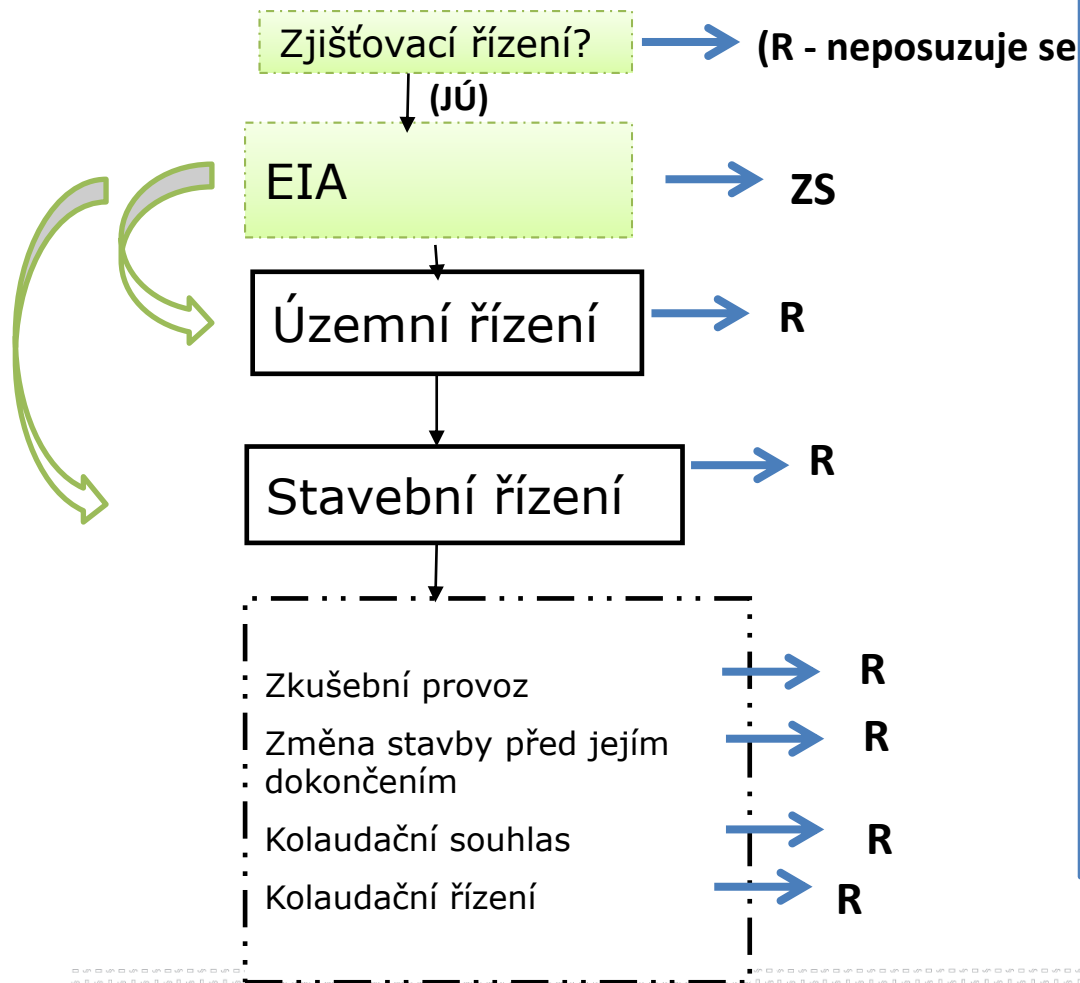 Zjišťovací řízení?
(R - neposuzuje se
(JÚ)
EIA
ZS
Územní řízení
R
Stavební řízení
R
Zkušební provoz
R
Změna stavby před jejím
dokončením
R
Kolaudační souhlas
R
Kolaudační řízení
R